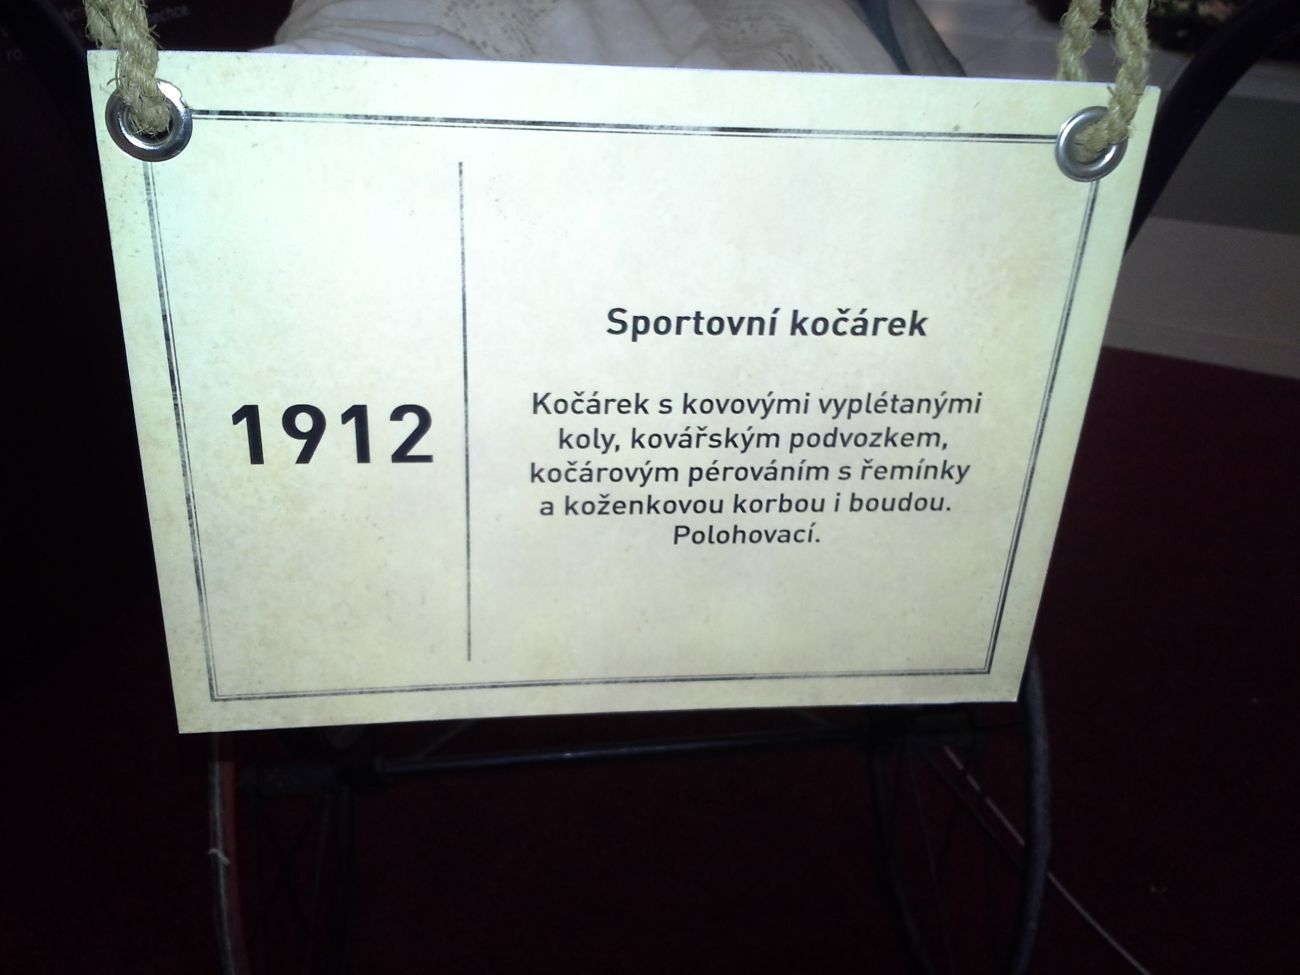 1912
Sportovní kočárek
Kočárek s kovovými vyplétanými
koly, kovářským podvozkem,
kočárovým pérováním s řemínky
a koženkovou korbou i boudou.
Polohovací.